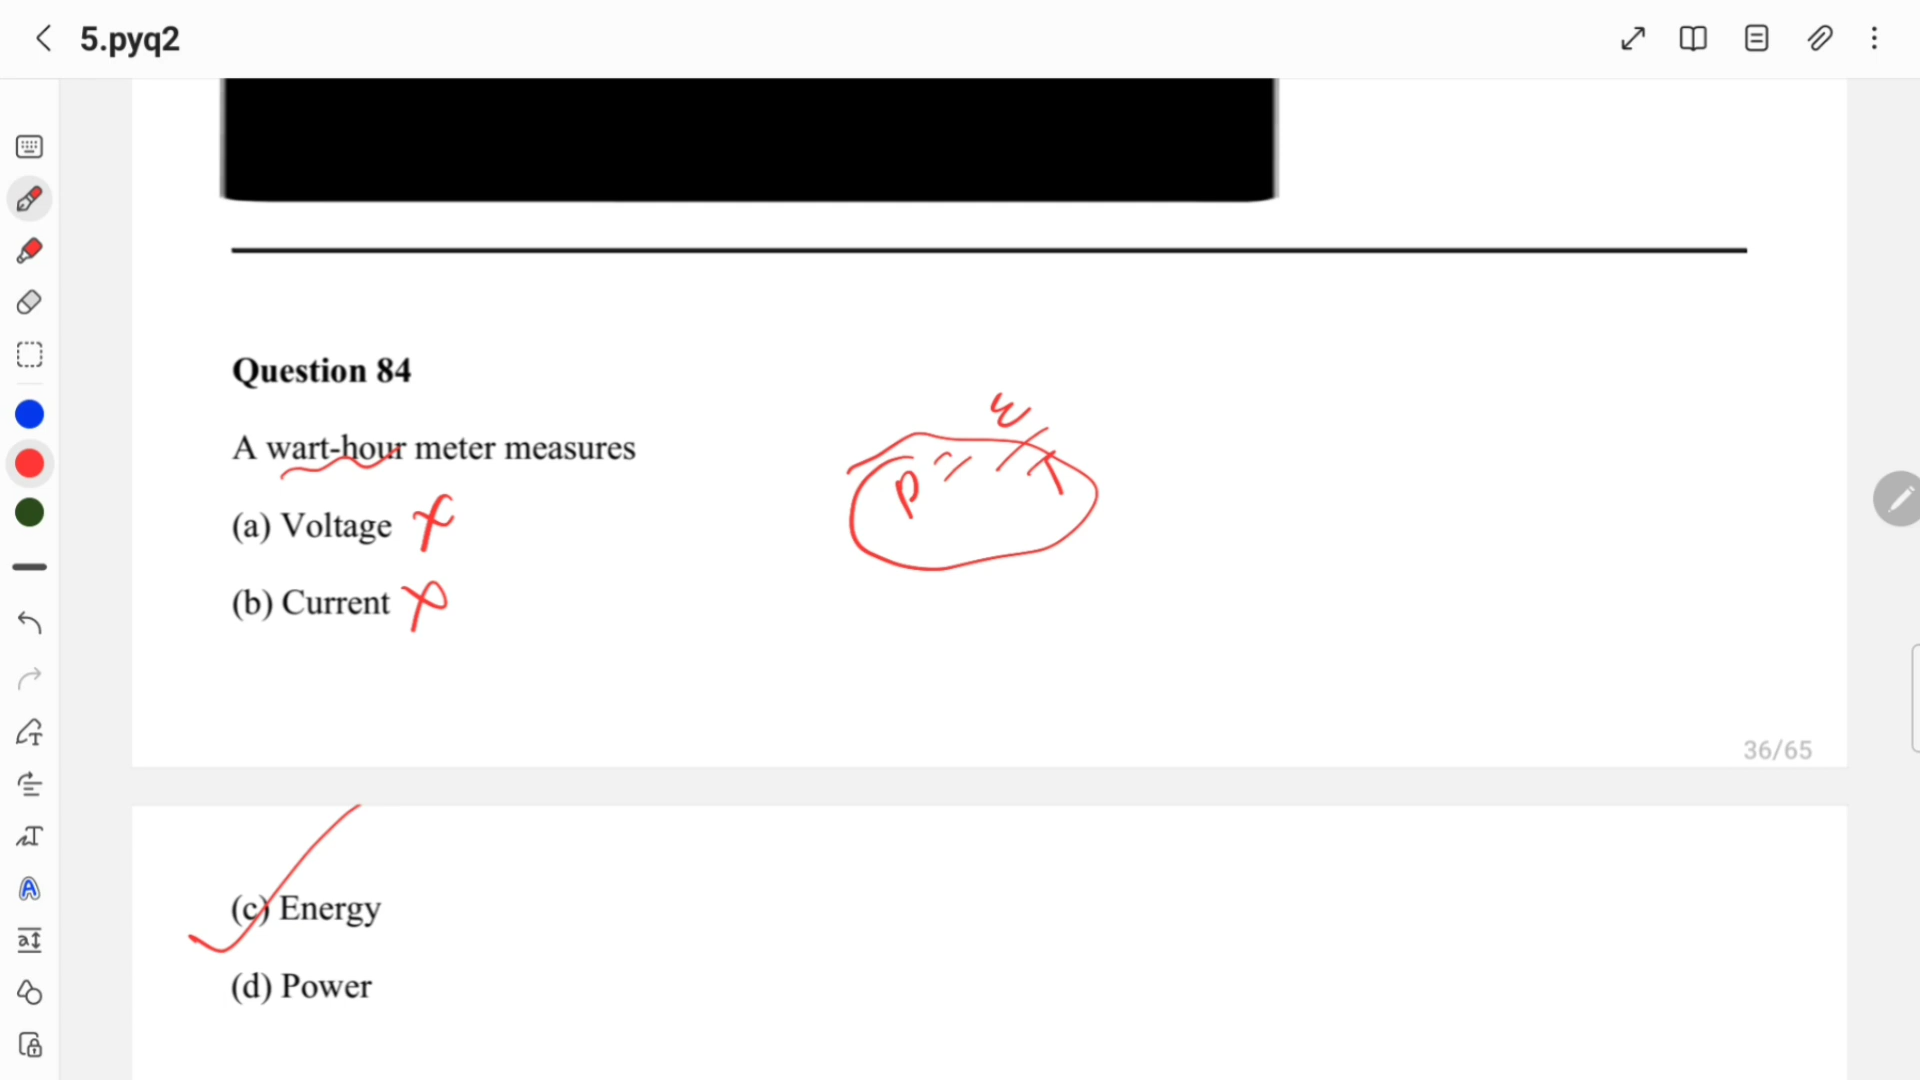 5.pyq2
Question 84
A wart-hour meter measures
(a) Voltage
(b) Current
P = W/T
36/65
(c) Energy
(d) Power